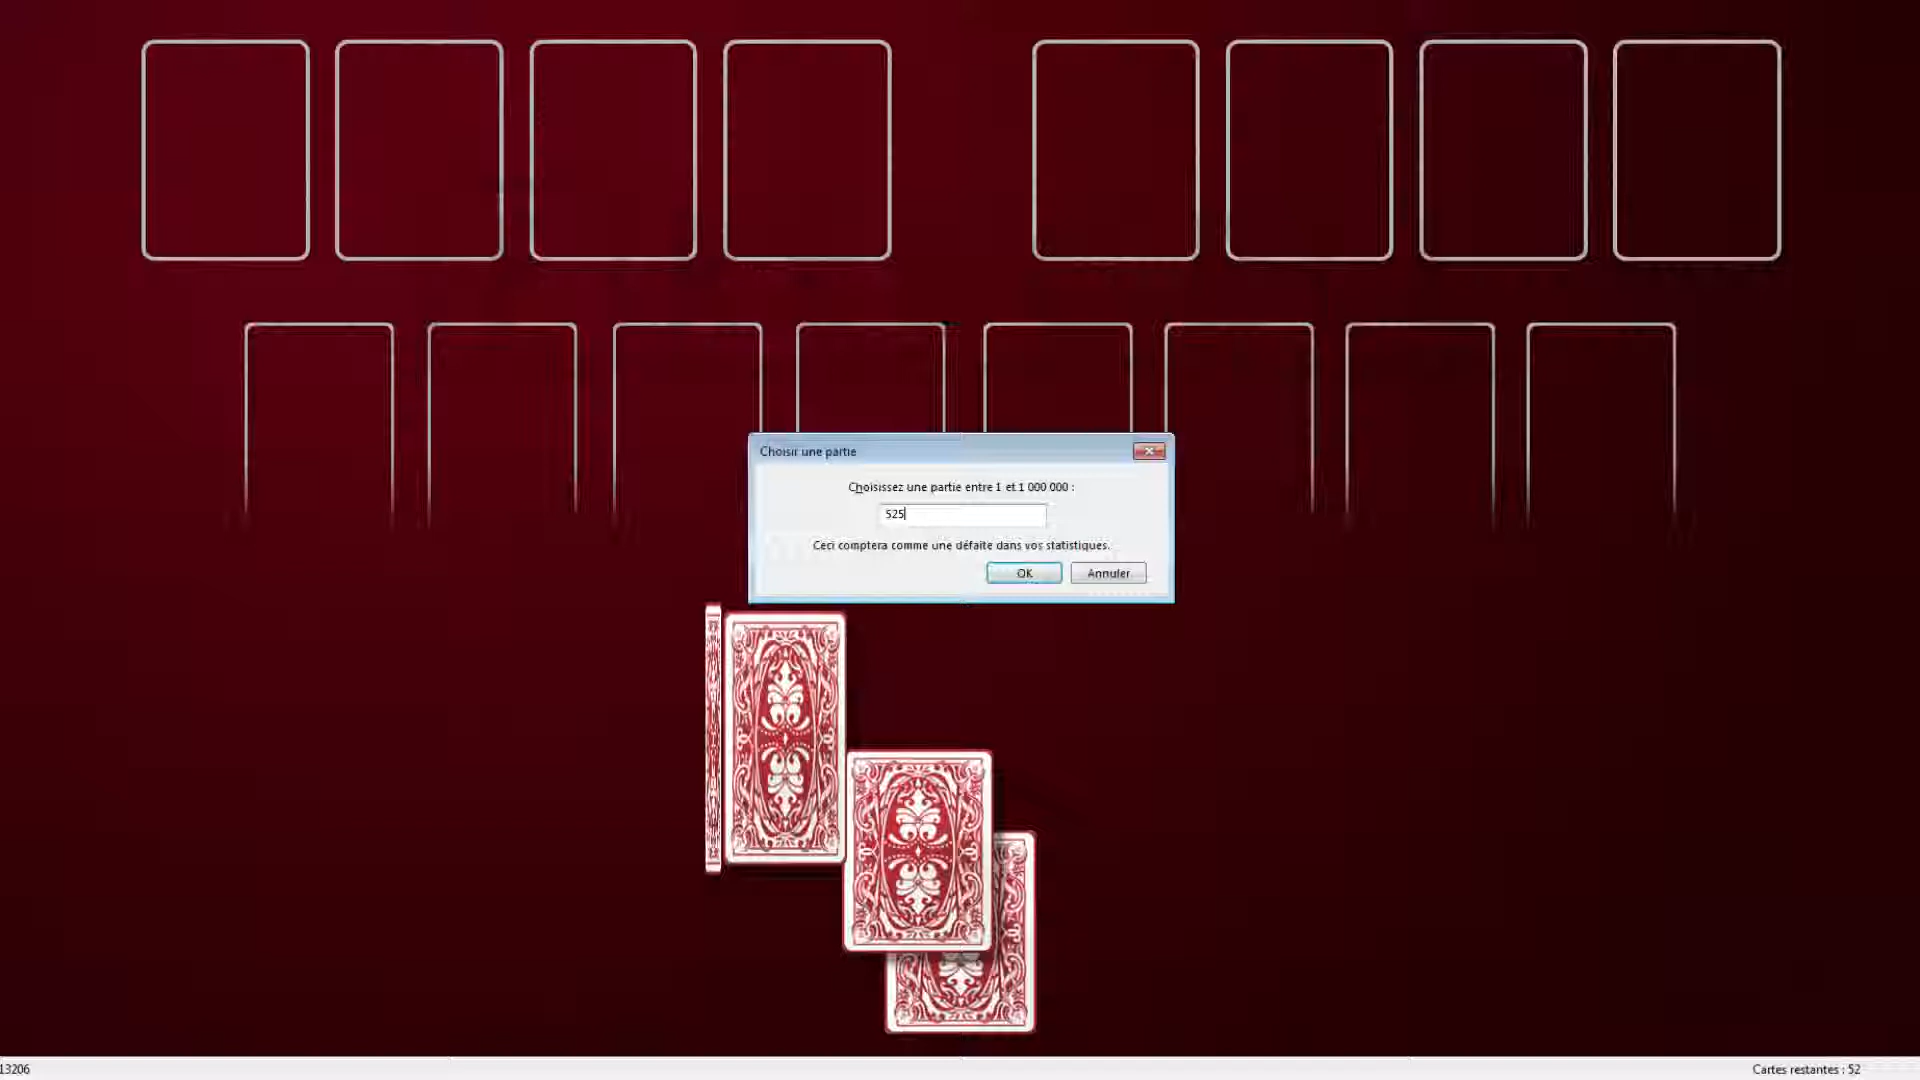 Choisir une partie
Choisissez une partie entre 1 et 1 000 000 :
525
Ceci comptera comme une défaite dans vos statistiques.
OK
Annuler
13206
Cartes restantes : 52